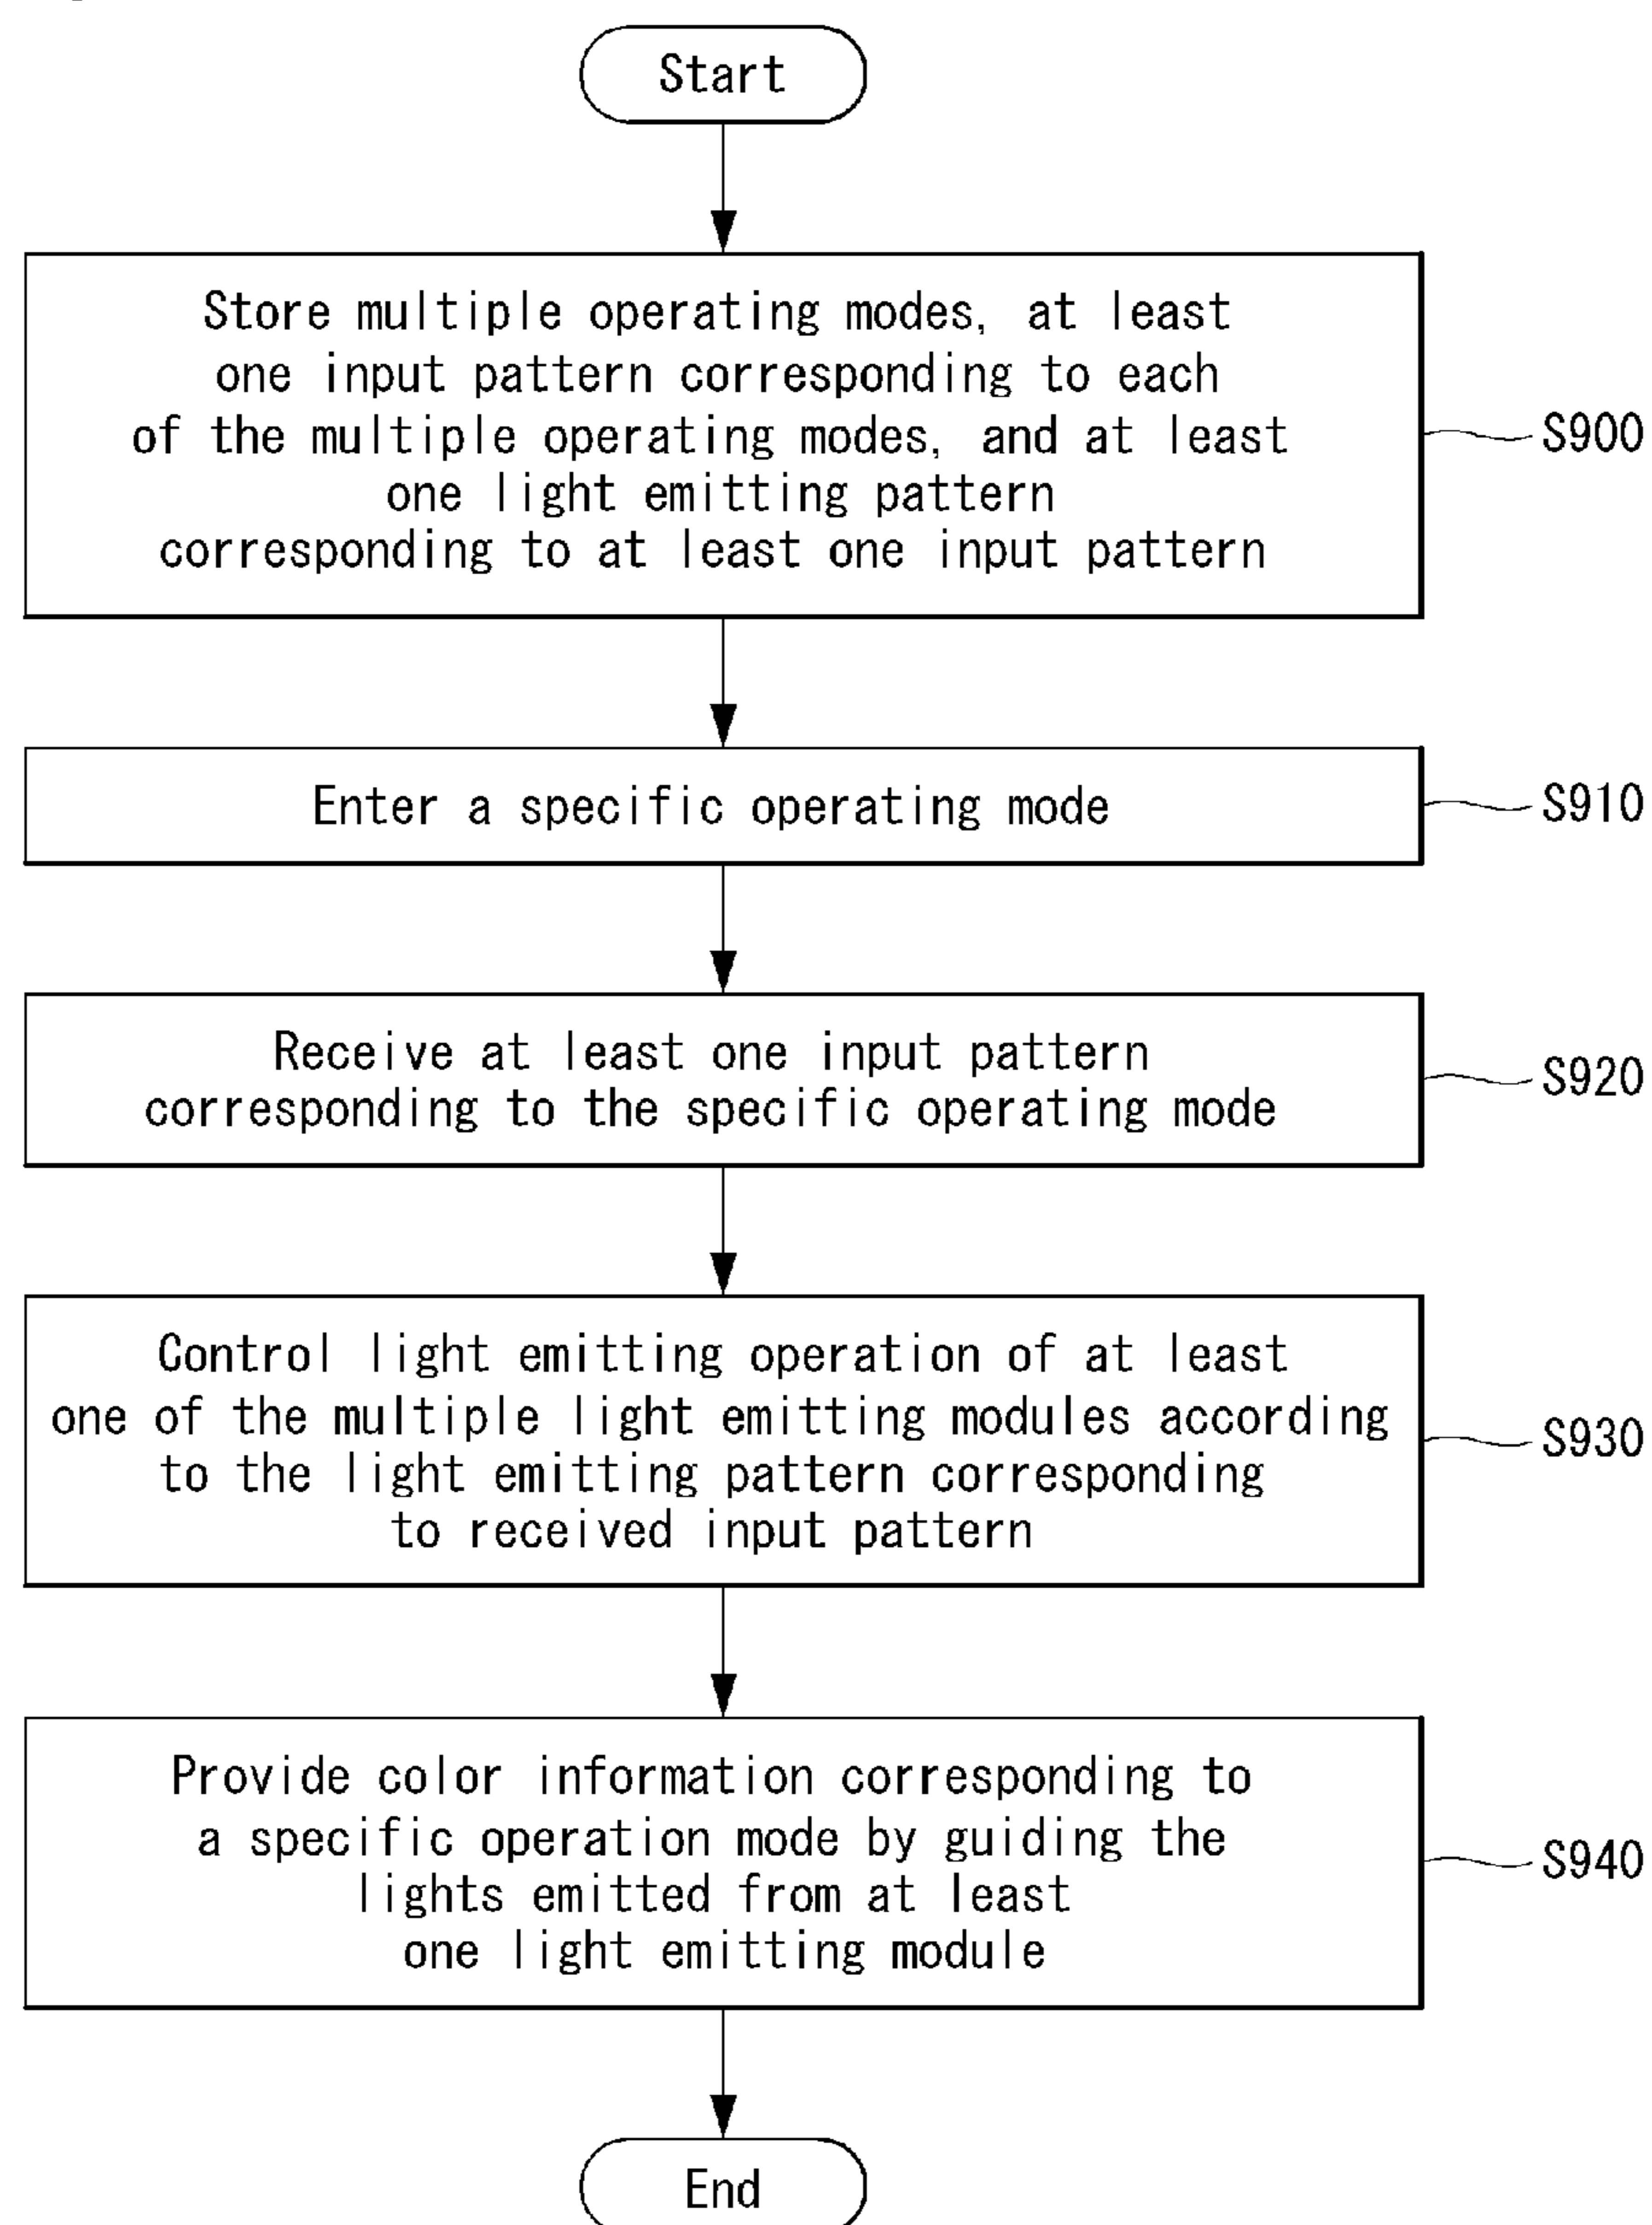 Start
Store multiple operating modes, at least
one input pattern corresponding to each
of the multiple operating modes, and at least
one light emitting pattern
corresponding to at least one input pattern
S900
Enter a specific operating mode
S910
Receive at least one input pattern
corresponding to the specific operating mode
S920
Control light emitting operation of at least
one of the multiple light emitting modules according
to the light emitting pattern corresponding
to received input pattern
S930
Provide color information corresponding to
a specific operation mode by guiding the
lights emitted from at least
one light emitting module
S940
End